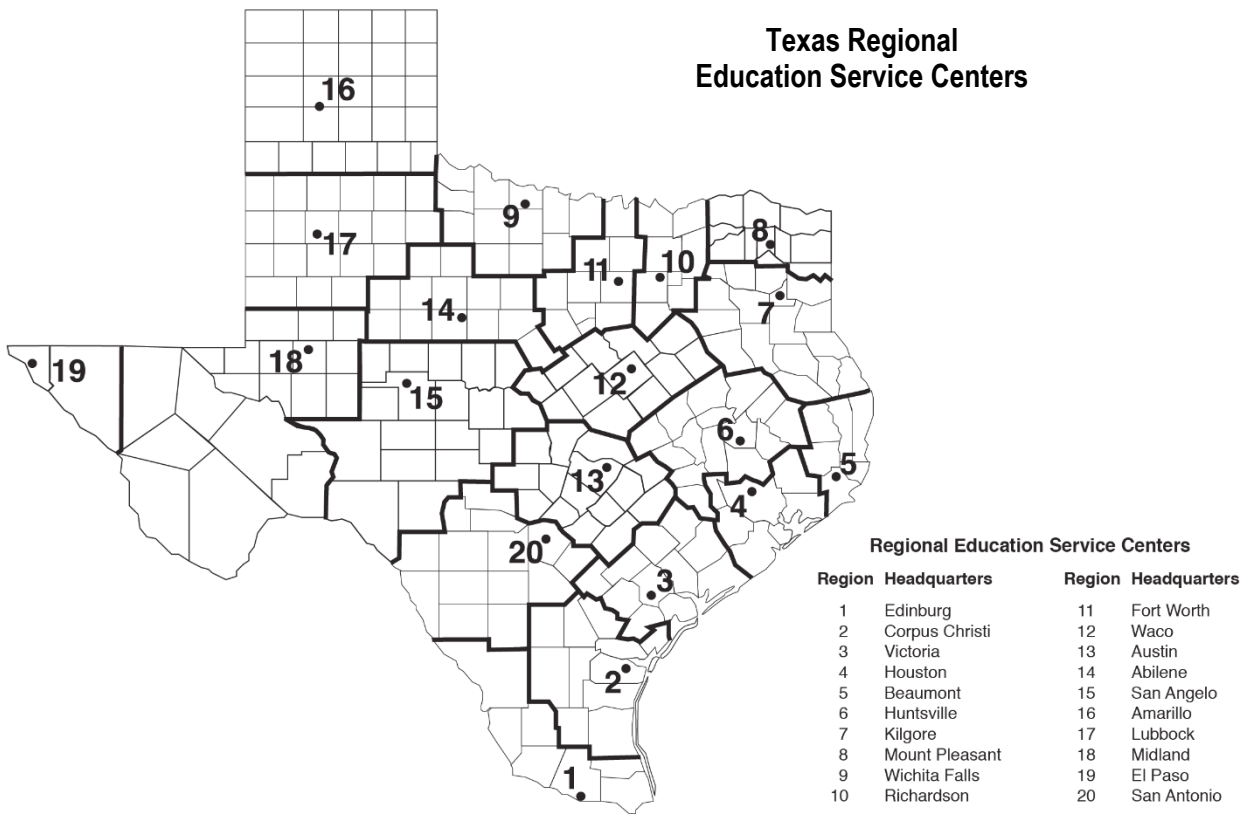 Texas Regional
Education Service Centers
16
9
8
17
10
11
7
14
18
19
12
15
6
5
13
4
20
3
2
1
Regional Education Service Centers
Region Headquarters Region Headquarters
1 Edinburg 11 Fort Worth
2 Corpus Christi 12 Waco
3 Victoria 13 Austin
4 Houston 14 Abilene
5 Beaumont 15 San Angelo
6 Huntsville 16 Amarillo
7 Kilgore 17 Lubbock
8 Mount Pleasant 18 Midland
9 Wichita Falls 19 El Paso
10 Richardson 20 San Antonio